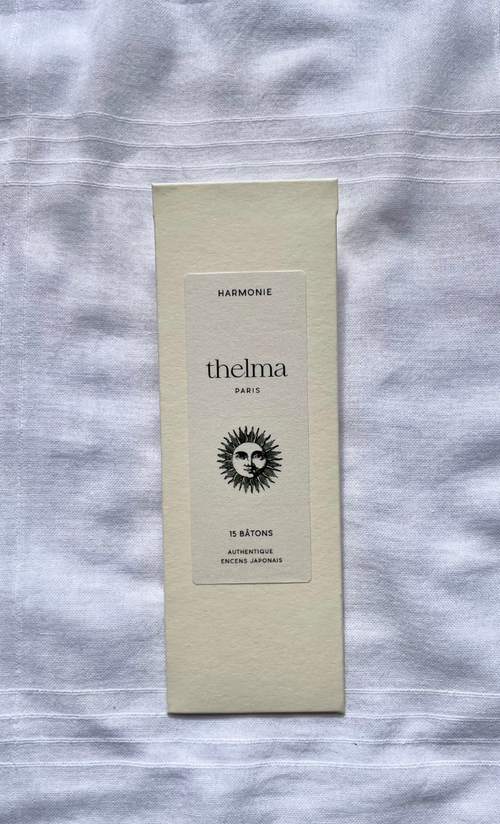 HARMONIE
thelma
PARIS
15 BÂTONS
AUTHENTIQUE
ENCENS JAPONAIS